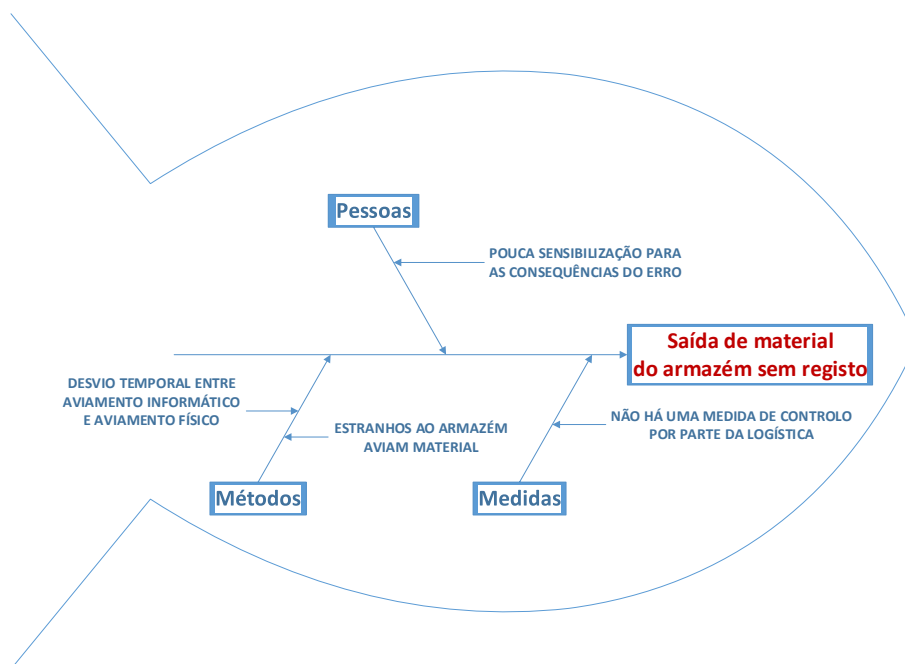 Pessoas
POUCA SENSIBILIZAÇÃO PARA
AS CONSEQUÊNCIAS DO ERRO
Saída de material
do armazém sem registo
DESVIO TEMPORAL ENTRE
AVIAMENTO INFORMÁTICO
E AVIAMENTO FÍSICO
ESTRANHOS AO ARMAZÉM
AVIAM MATERIAL
NÃO HÁ UMA MEDIDA DE CONTROLO
POR PARTE DA LOGÍSTICA
Métodos
Medidas